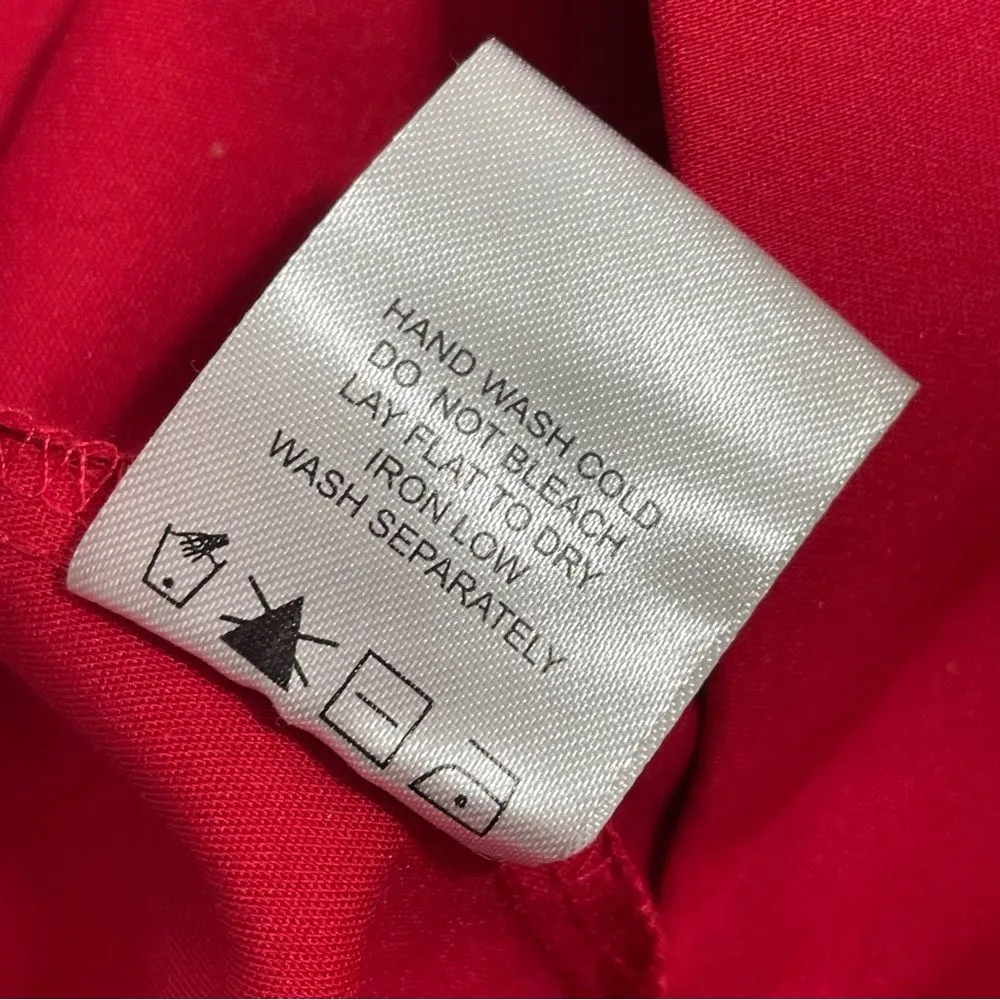 HAND WASH COLD
DO NOT BLEACH
LAY FLAT TO DRY
IRON LOW
WASH SEPARATELY